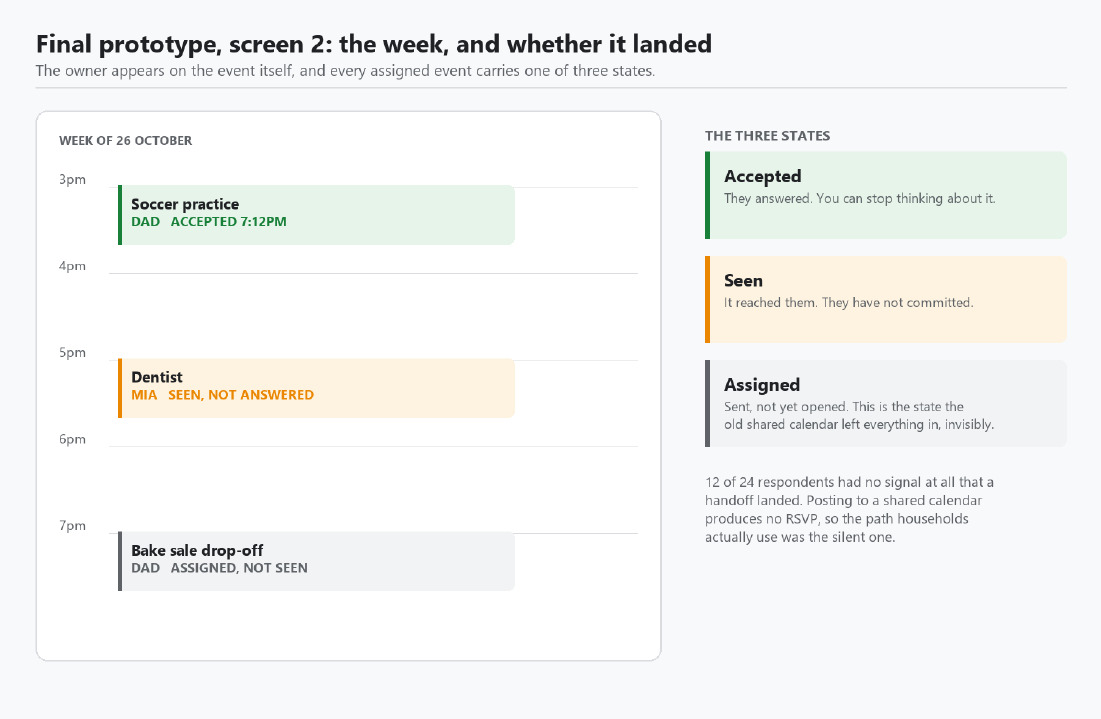 Final prototype, screen 2: the week, and whether it landed
The owner appears on the event itself, and every assigned event carries one of three states.
WEEK OF 26 OCTOBER
3pm
Soccer practice
DAD ACCEPTED 7:12PM
4pm
5pm
Dentist
MIA SEEN, NOT ANSWERED
6pm
7pm
Bake sale drop-off
DAD ASSIGNED, NOT SEEN
THE THREE STATES
Accepted
They answered. You can stop thinking about it.
Seen
It reached them. They have not committed.
Assigned
Sent, not yet opened. This is the state the
old shared calendar left everything in, invisibly.
12 of 24 respondents had no signal at all that a
handoff landed. Posting to a shared calendar
produces no RSVP, so the path households
actually use was the silent one.